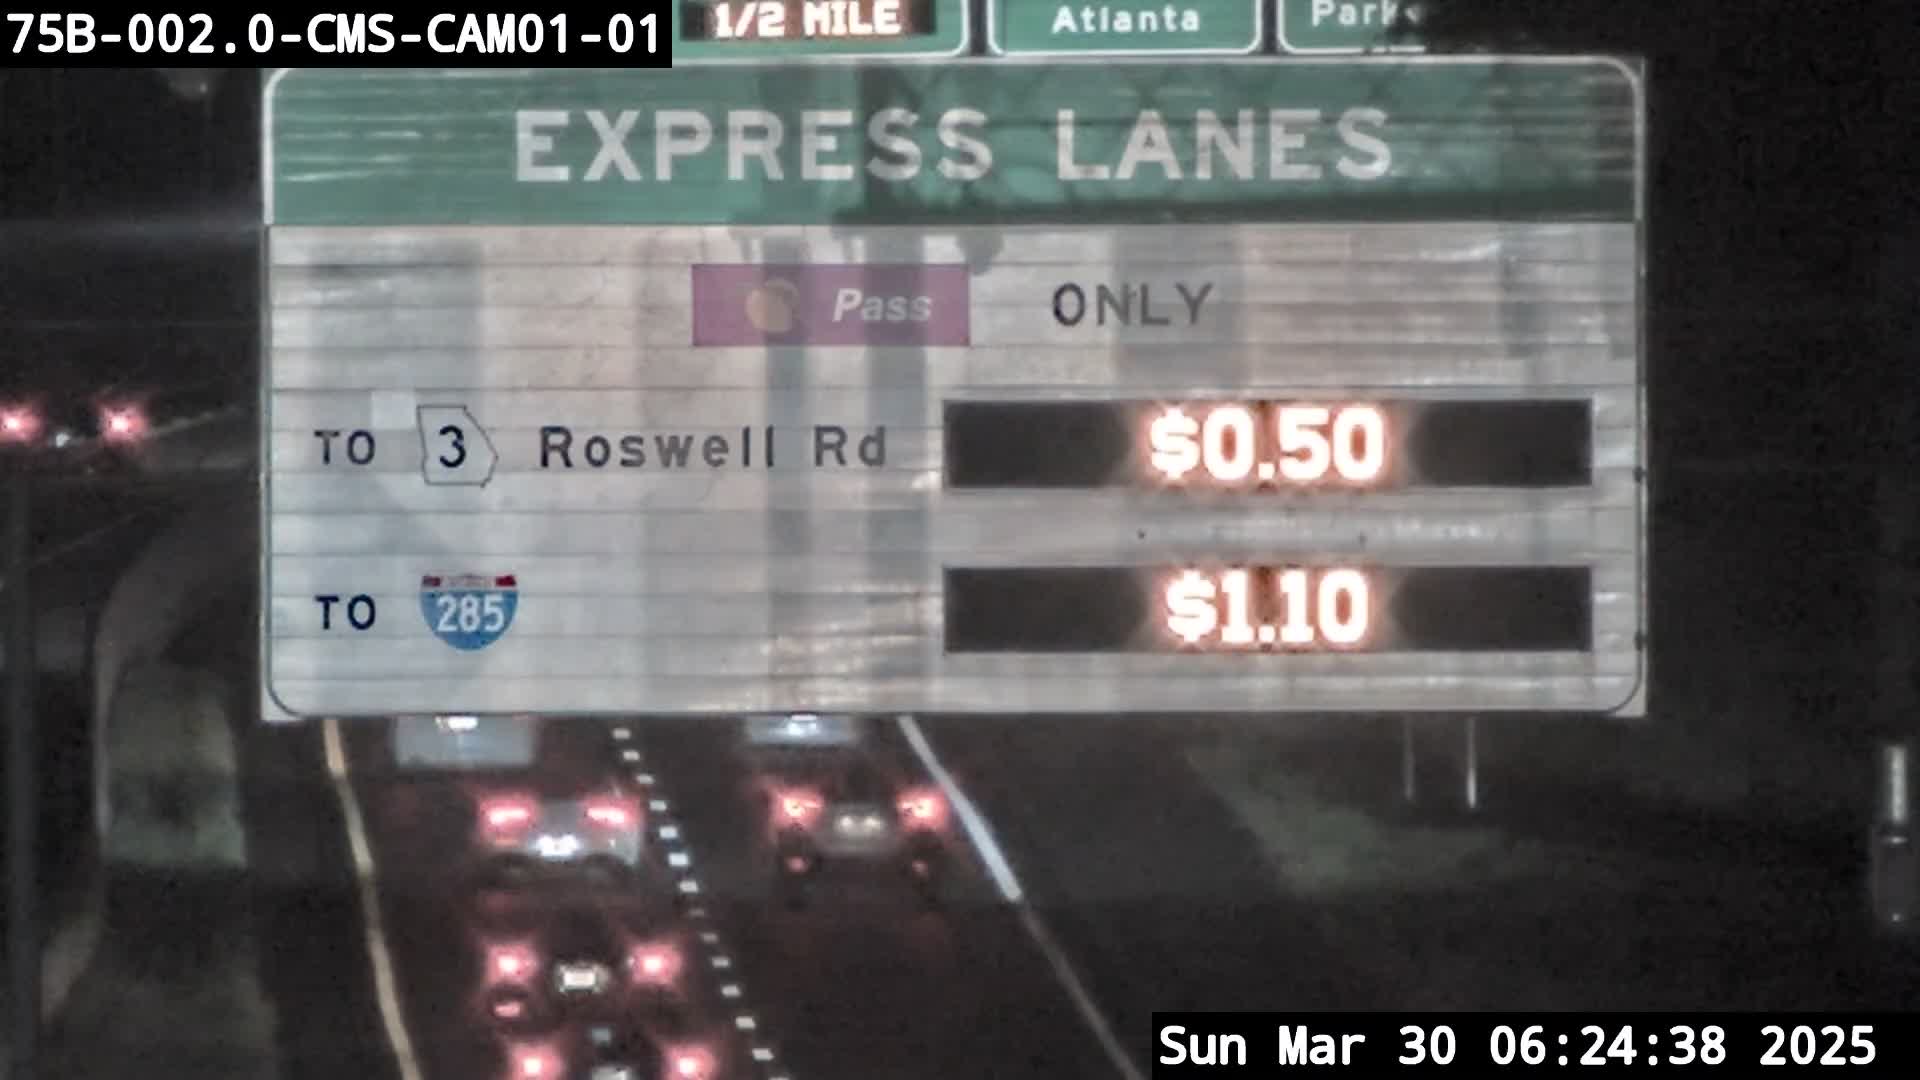 75B-002.0-CMS-CAM01-01
1/2 MILE
Atlanta
EXPRESS LANES
Pass ONLY
TO 3 Roswell Rd $0.50
TO 285 $1.10
Sun Mar 30 06:24:38 2025